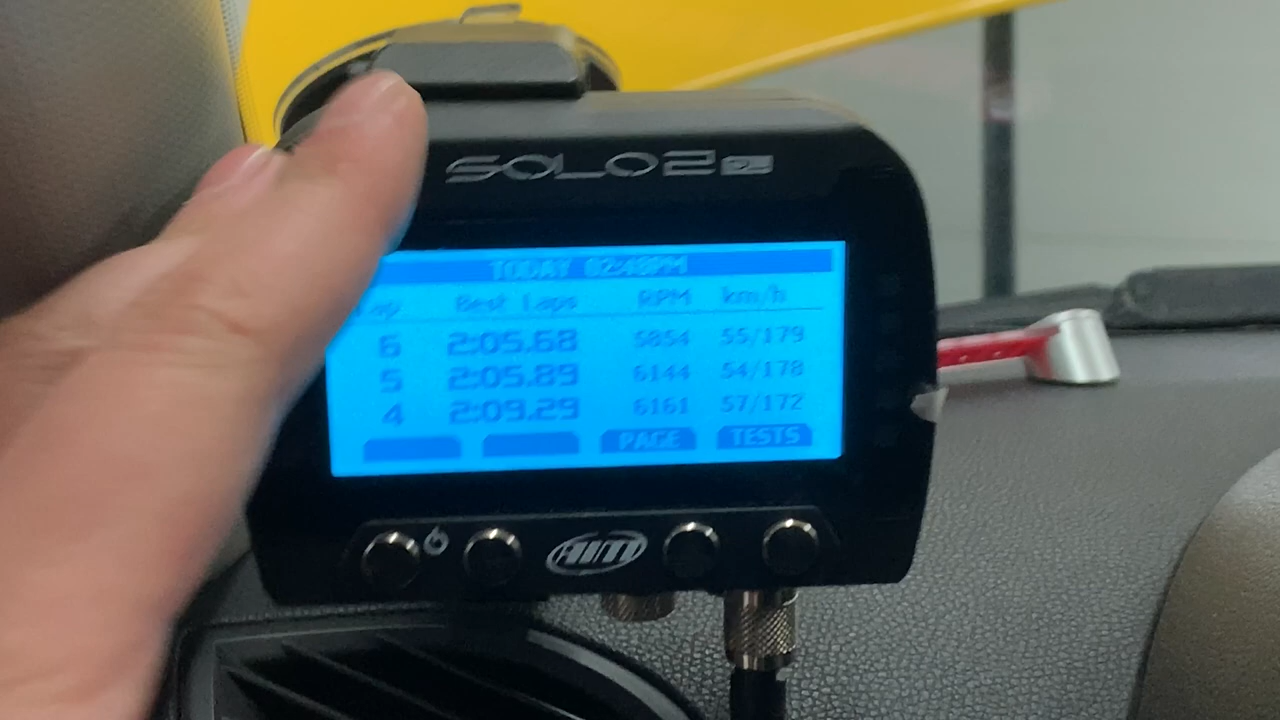 SOLO2 DL
TODAY 02:48PM
Best Laps RPM km/h
6 2:05.68 5854 55/179
5 2:05.89 6144 54/178
4 2:09.29 6161 57/172
PAGE TESTS
AiM